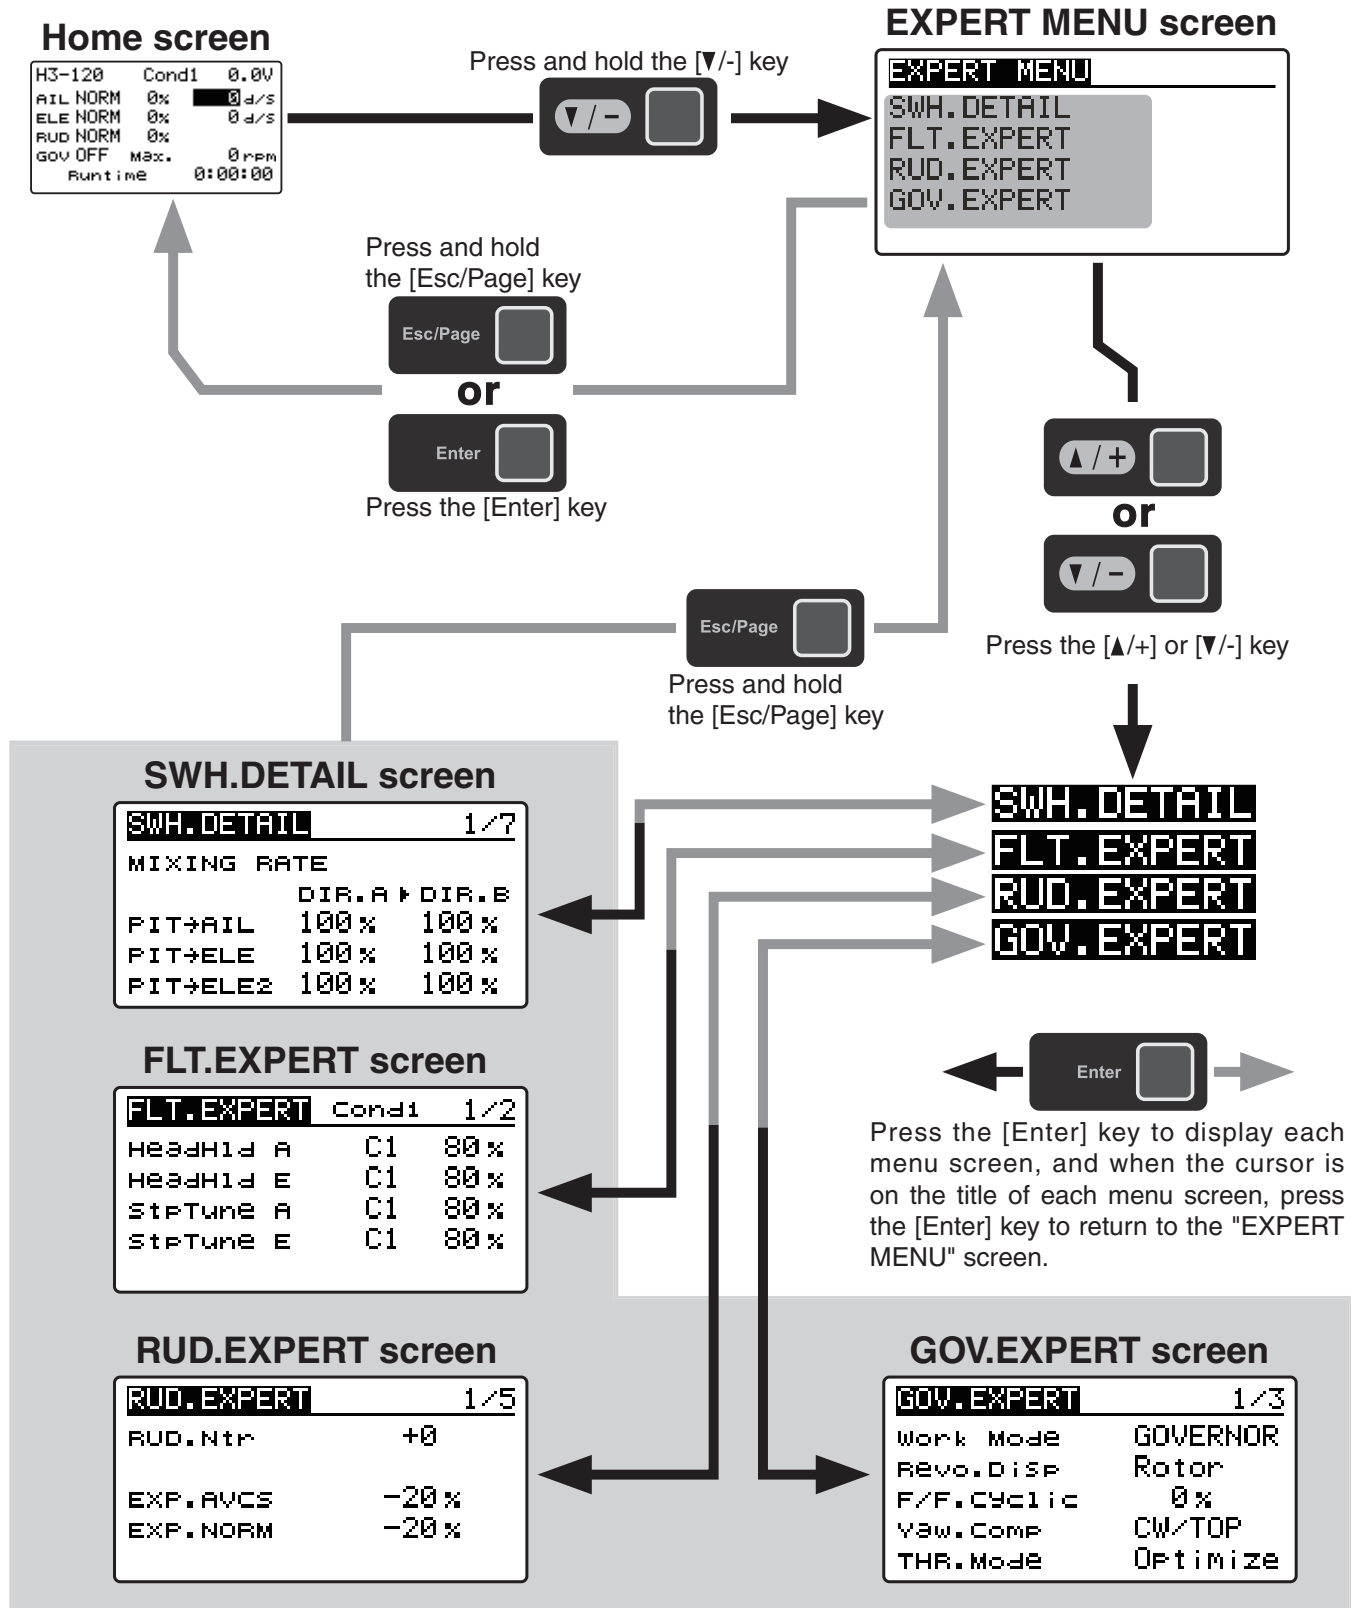 Home screen
H3-120 Cond1 0.0V
AIL NORM 0% 0 d/s
ELE NORM 0% 0 d/s
RUD NORM 0%
GOV OFF Max. 0 rpm
Runtime 0:00:00
Press and hold the [▼/-] key
▼/−
EXPERT MENU screen
EXPERT MENU
SWH.DETAIL
FLT.EXPERT
RUD.EXPERT
GOV.EXPERT
Press and hold
the [Esc/Page] key
Esc/Page
or
Enter
Press the [Enter] key
▲/+
or
▼/−
Press the [▲/+] or [▼/-] key
Esc/Page
Press and hold
the [Esc/Page] key
SWH.DETAIL
FLT.EXPERT
RUD.EXPERT
GOV.EXPERT
Enter
Press the [Enter] key to display each
menu screen, and when the cursor is
on the title of each menu screen, press
the [Enter] key to return to the "EXPERT
MENU" screen.
SWH.DETAIL screen
SWH.DETAIL 1/7
MIXING RATE
DIR.A▶DIR.B
PIT→AIL 100% 100%
PIT→ELE 100% 100%
PIT→ELE2 100% 100%
FLT.EXPERT screen
FLT.EXPERT Cond1 1/2
HeadHld A C1 80%
HeadHld E C1 80%
StpTune A C1 80%
StpTune E C1 80%
RUD.EXPERT screen
RUD.EXPERT 1/5
RUD.Ntr +0
EXP.AVCS −20%
EXP.NORM −20%
GOV.EXPERT screen
GOV.EXPERT 1/3
Work Mode GOVERNOR
Revo.Disp Rotor
F/F.Cyclic 0%
Yaw.Comp CW/TOP
THR.Mode Optimize